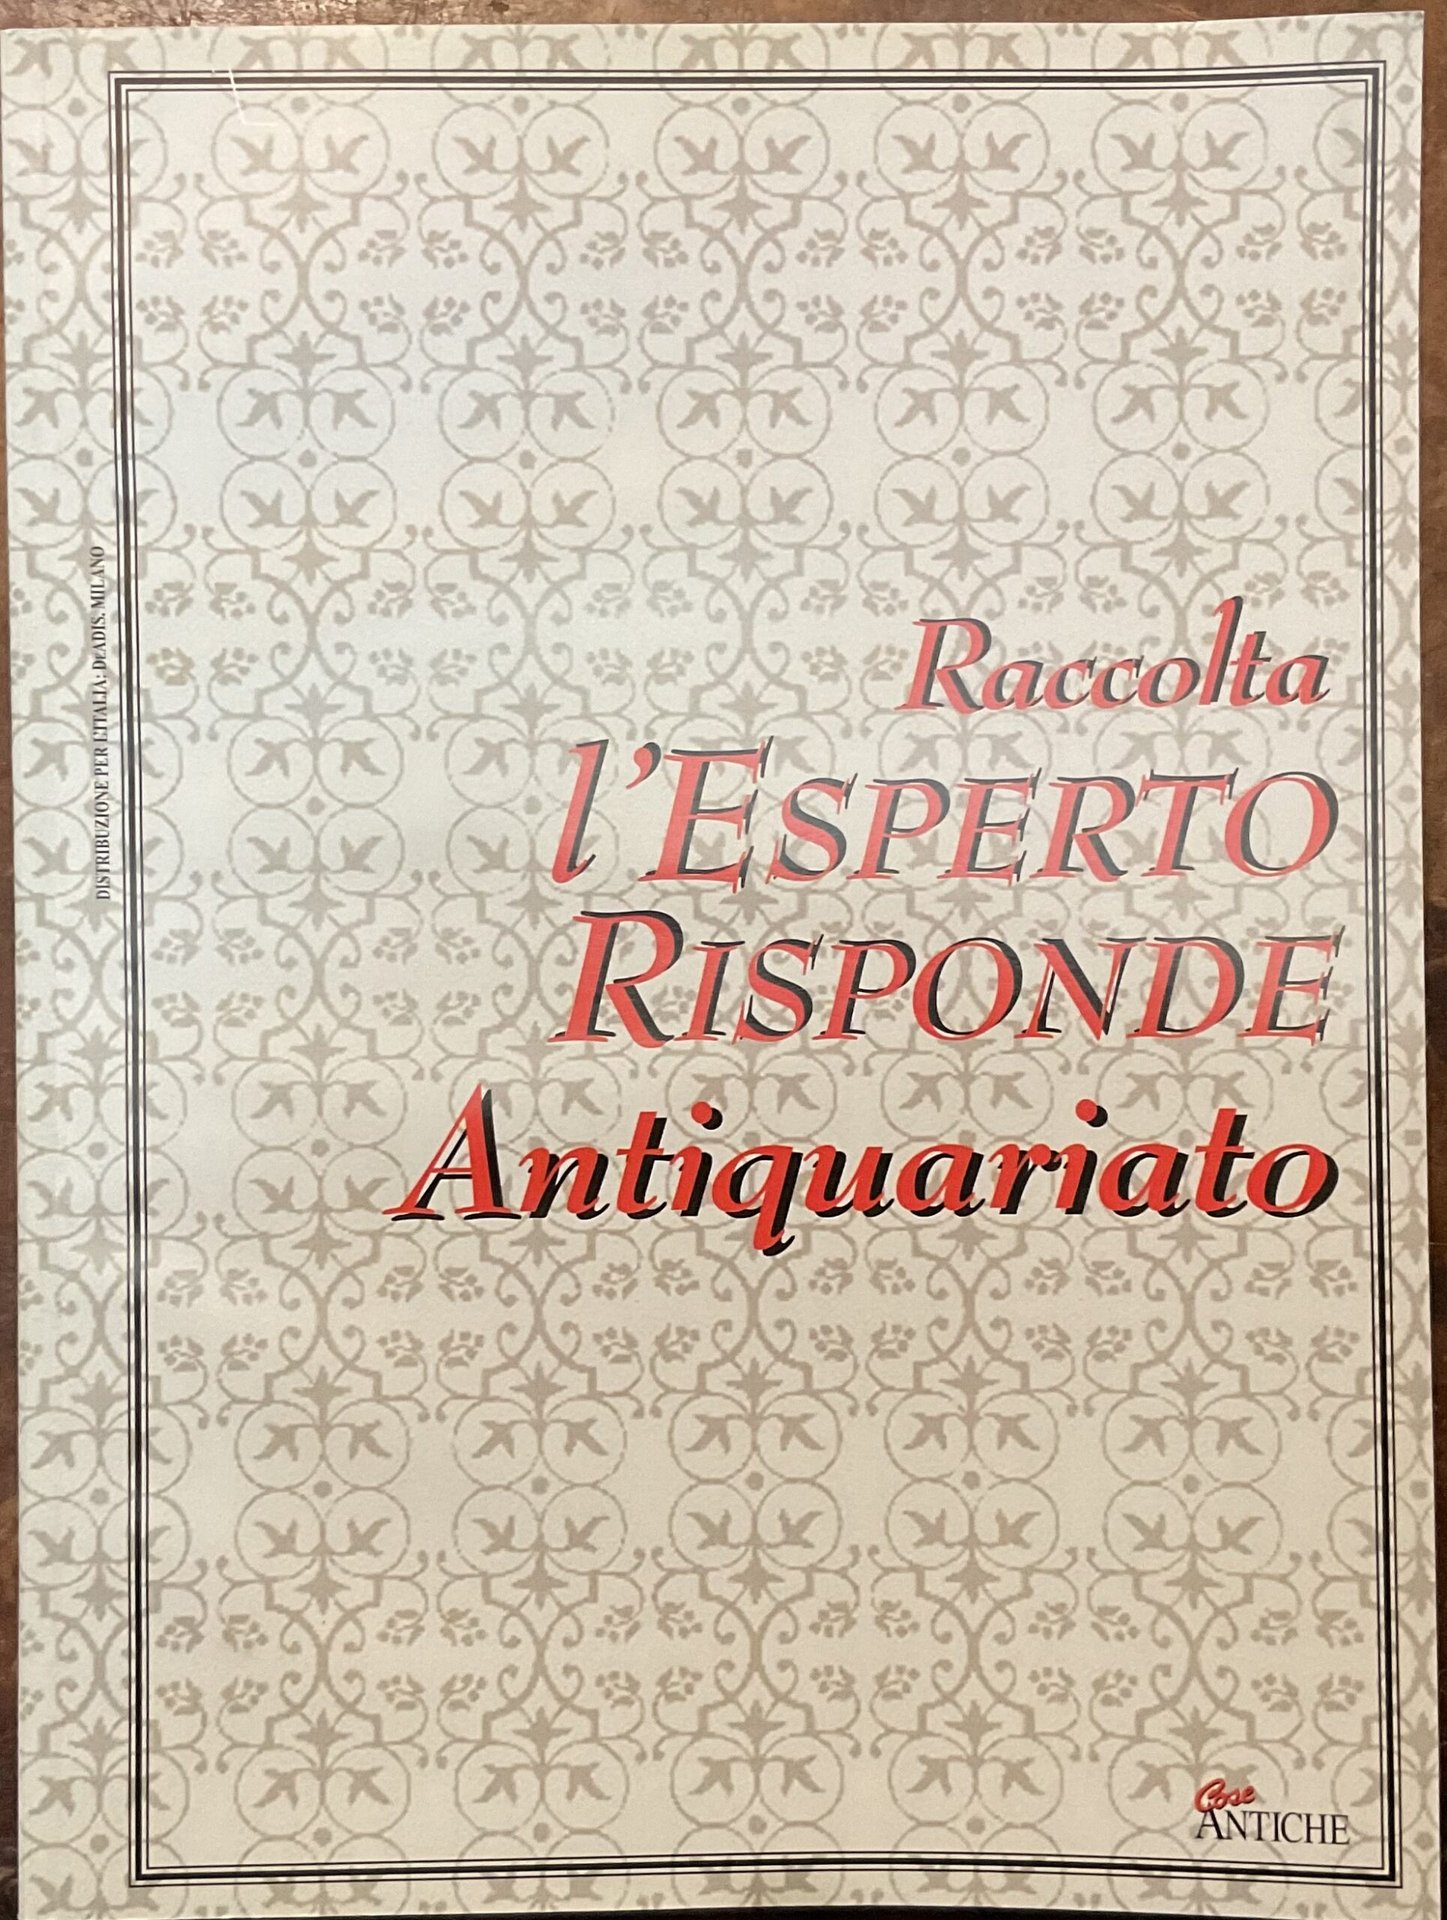 DISTRIBUZIONE PER L'ITALIA: DEADIS. MILANO
Raccolta
l'ESPERTO
RISPONDE
Antiquariato
Cose
ANTICHE